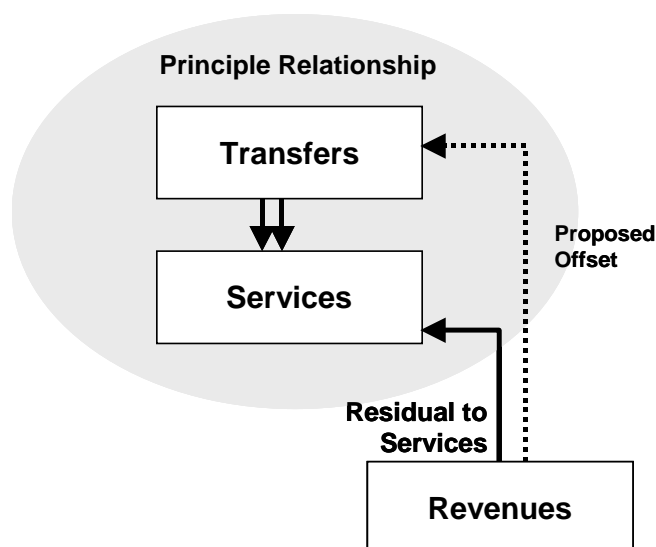 Principle Relationship
Transfers
Services
Proposed
Offset
Residual to
Services
Revenues